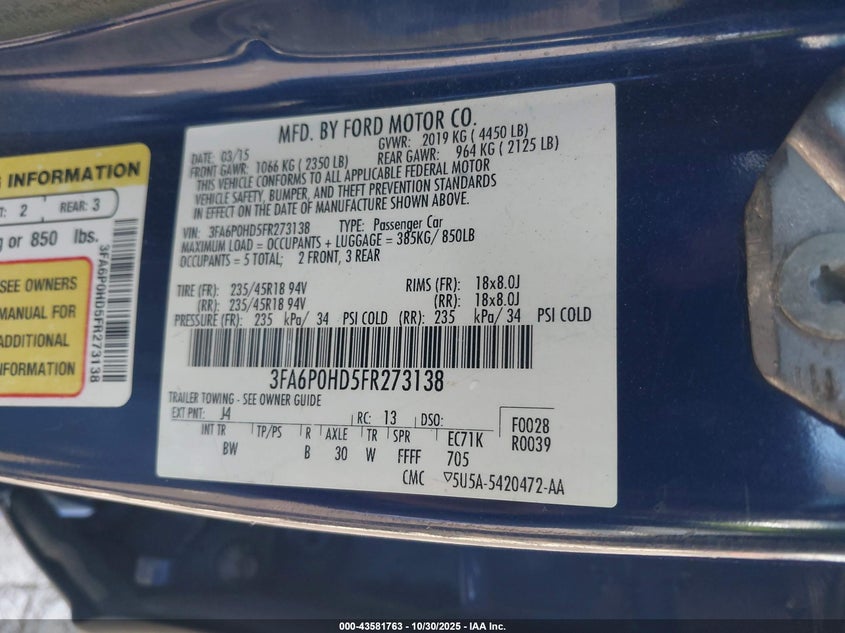 MFD. BY FORD MOTOR CO.
DATE: 03/15 GVWR: 2019 KG ( 4450 LB)
FRONT GAWR: 1066 KG ( 2350 LB) REAR GAWR: 964 KG ( 2125 LB)
THIS VEHICLE CONFORMS TO ALL APPLICABLE FEDERAL MOTOR
VEHICLE SAFETY, BUMPER, AND THEFT PREVENTION STANDARDS
IN EFFECT ON THE DATE OF MANUFACTURE SHOWN ABOVE.
VIN: 3FA6P0HD5FR273138 TYPE: Passenger Car
MAXIMUM LOAD = OCCUPANTS + LUGGAGE = 385KG/ 850LB
OCCUPANTS = 5 TOTAL; 2 FRONT, 3 REAR
TIRE (FR): 235/45R18 94V RIMS (FR): 18x8.0J
(RR): 235/45R18 94V (RR): 18x8.0J
PRESSURE (FR): 235 kPa/ 34 PSI COLD (RR): 235 kPa/ 34 PSI COLD
3FA6P0HD5FR273138
TRAILER TOWING - SEE OWNER GUIDE
EXT PNT: J4 RC: 13 DSO: F0028
INT TR TP/PS R AXLE TR SPR EC71K R0039
BW B 30 W FFFF 705
CMC ▽5U5A-5420472-AA
INFORMATION
2 REAR: 3
or 850 lbs.
SEE OWNERS
MANUAL FOR
ADDITIONAL
INFORMATION
3FA6P0HD5FR273138
000-43581763 - 10/30/2025 - IAA Inc.